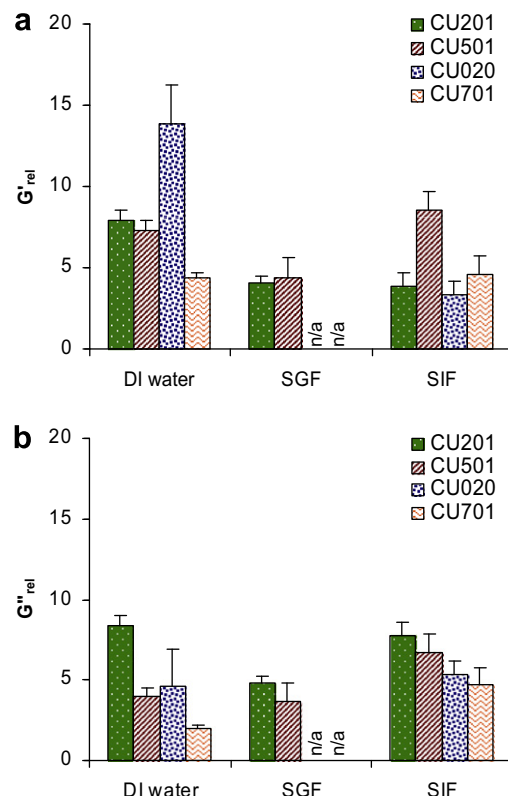 a
20
15
10
5
0
G'rel
CU201
CU501
CU020
CU701
n/a
n/a
DI water
SGF
SIF
b
20
15
10
5
0
G"rel
CU201
CU501
CU020
CU701
n/a
n/a
DI water
SGF
SIF